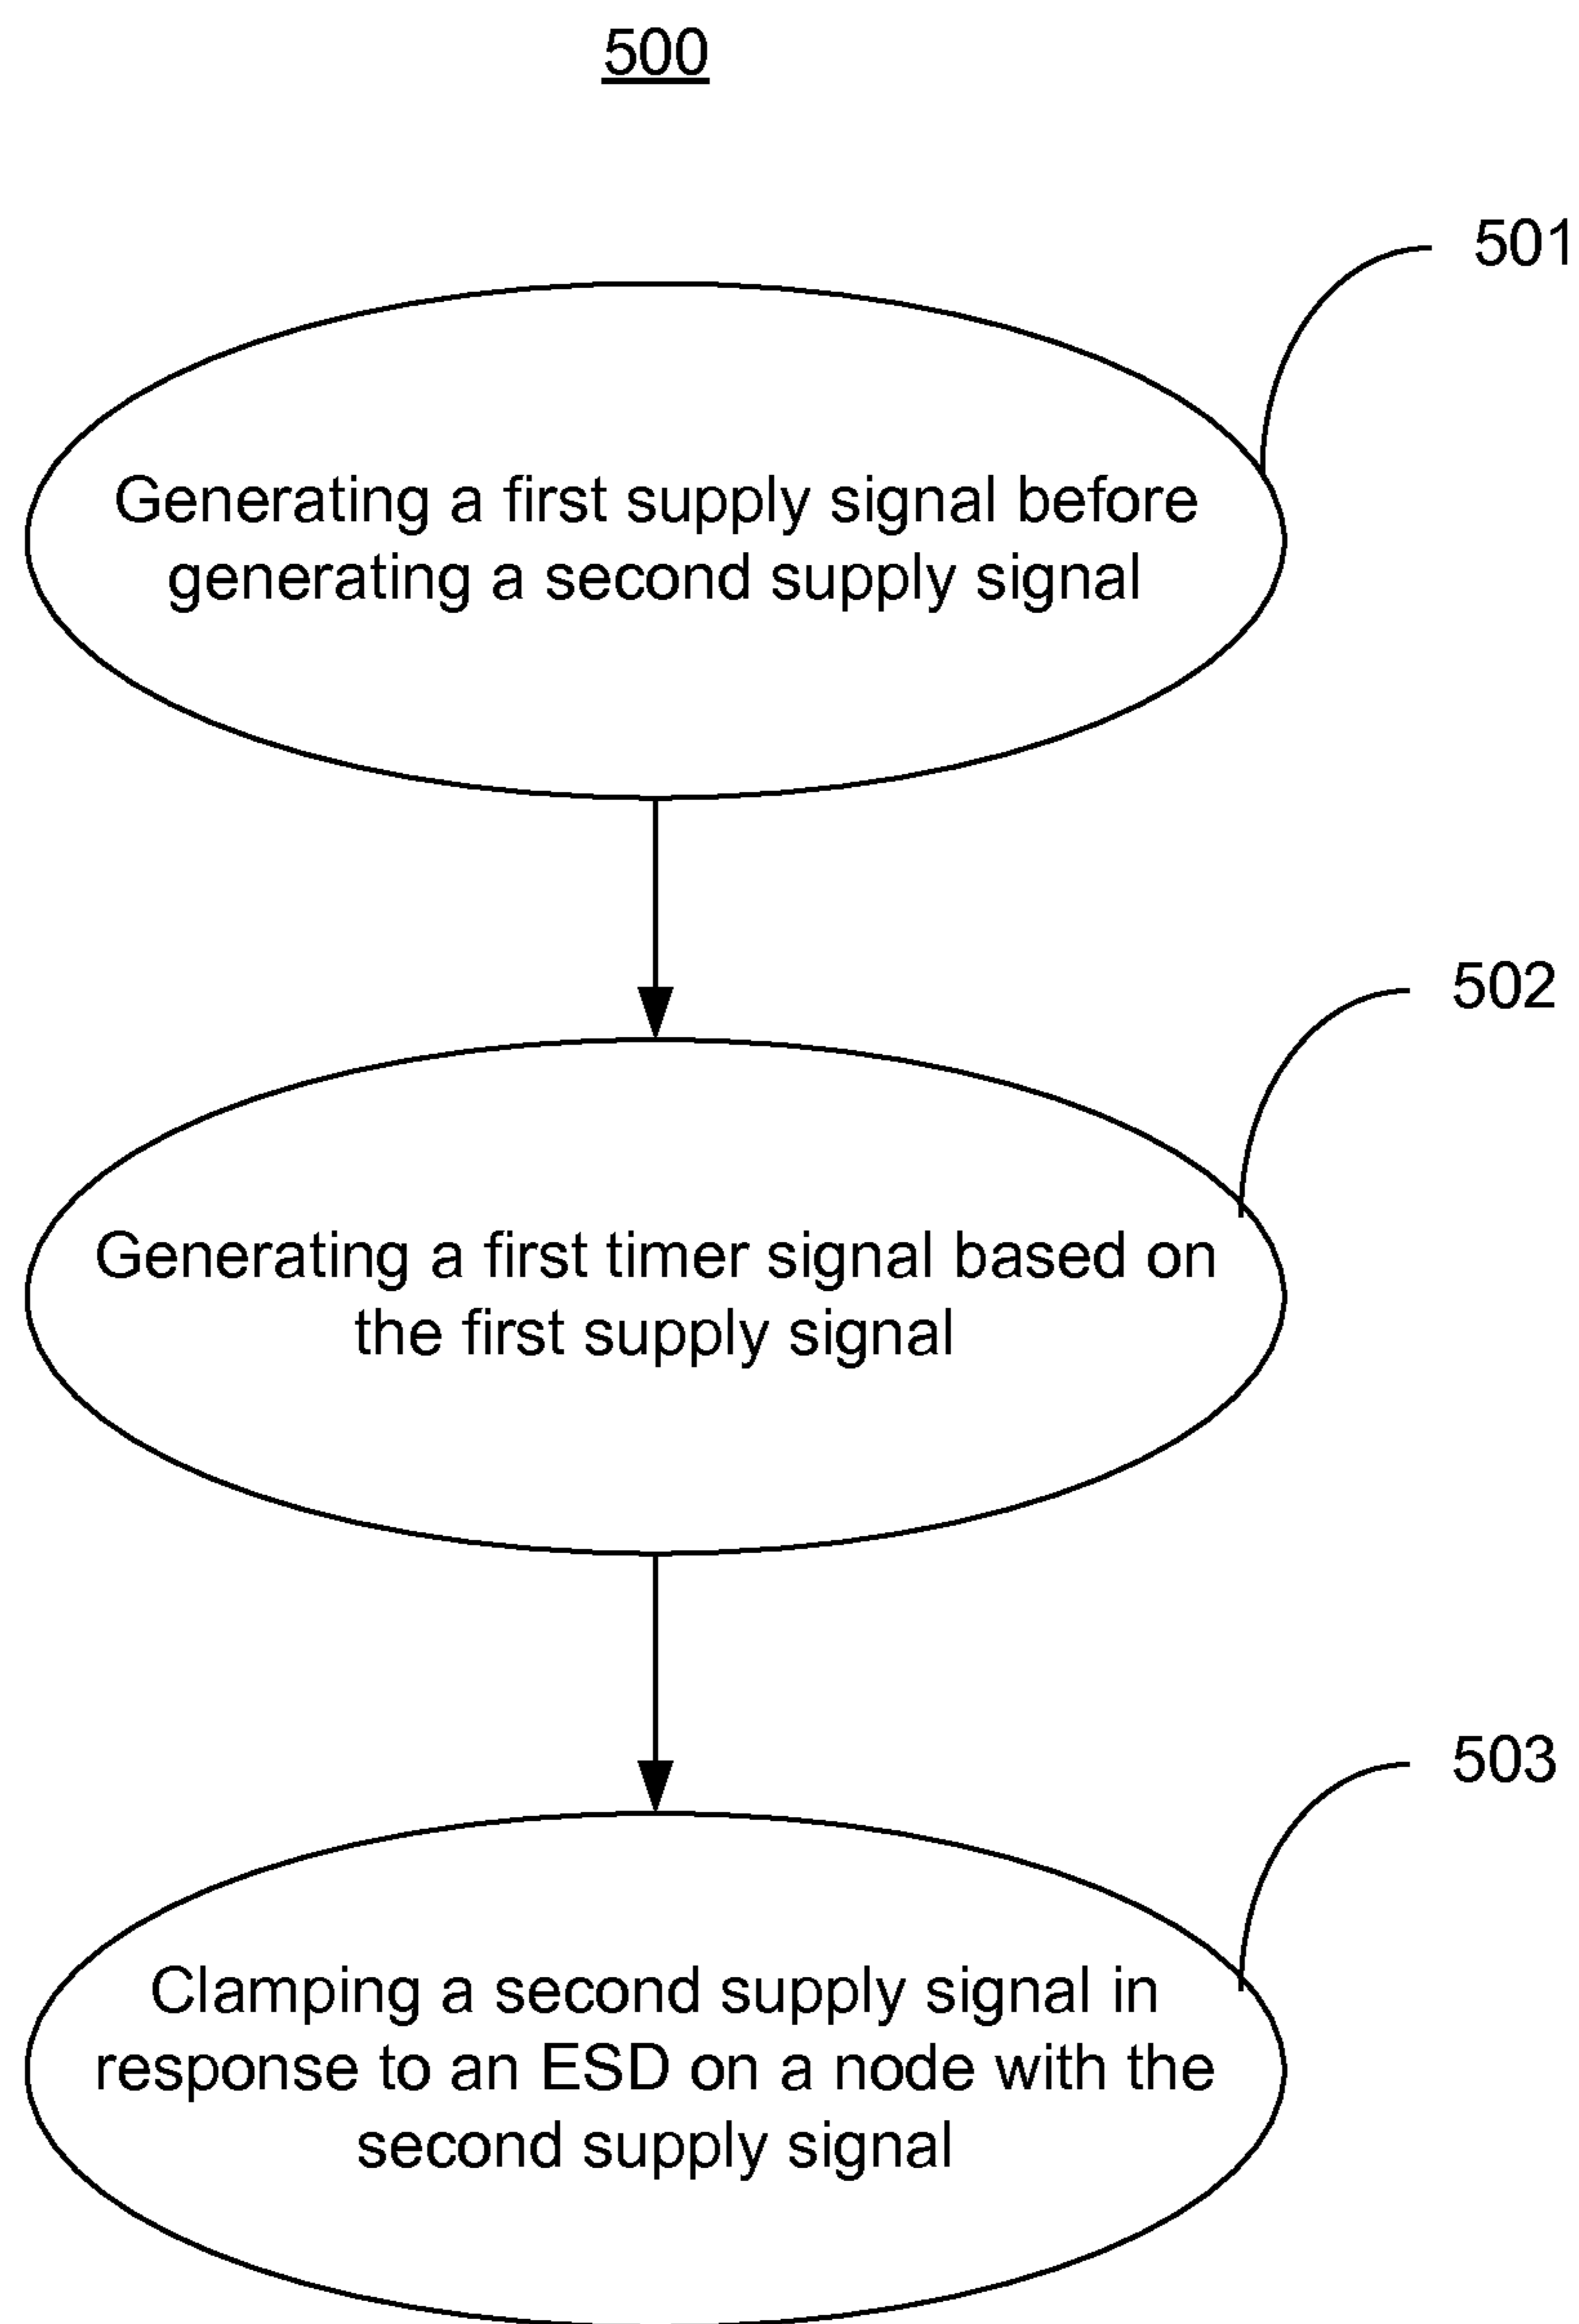 500
501
Generating a first supply signal before
generating a second supply signal
502
Generating a first timer signal based on
the first supply signal
503
Clamping a second supply signal in
response to an ESD on a node with the
second supply signal